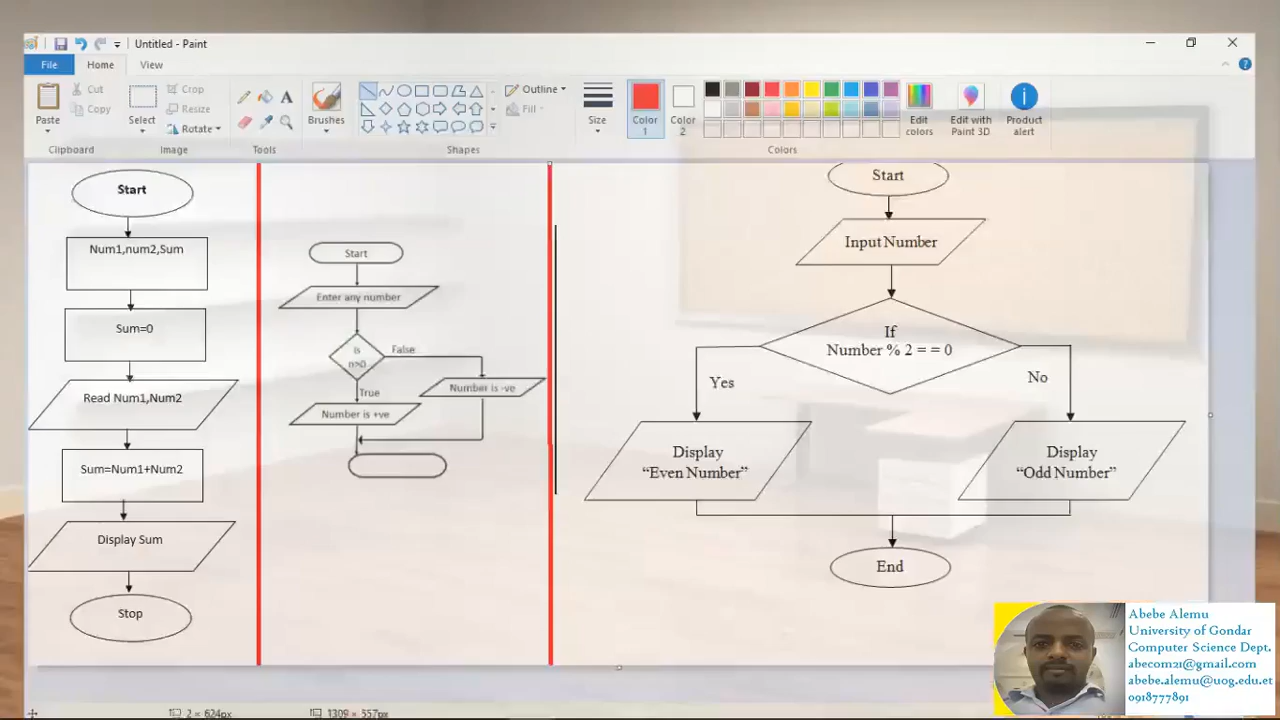 Untitled - Paint
File
Home
View
Paste
Cut
Copy
Clipboard
Select
Crop
Resize
Rotate
Image
Tools
Brushes
Shapes
Outline
Fill
Size
Color
1
Color
2
Edit
colors
Edit with
Paint 3D
Product
alert
Colors
Start
Num1,num2,Sum
Sum=0
Read Num1,Num2
Sum=Num1+Num2
Display Sum
Stop
Start
Enter any number
is
n>0
False
True
Number is -ve
Number is +ve
Start
Input Number
If
Number % 2 = = 0
Yes
No
Display
“Even Number”
Display
“Odd Number”
End
Abebe Alemu
University of Gondar
Computer Science Dept.
abecom21@gmail.com
abebe.alemu@uog.edu.et
0918777891
2 × 624px
1309 × 557px